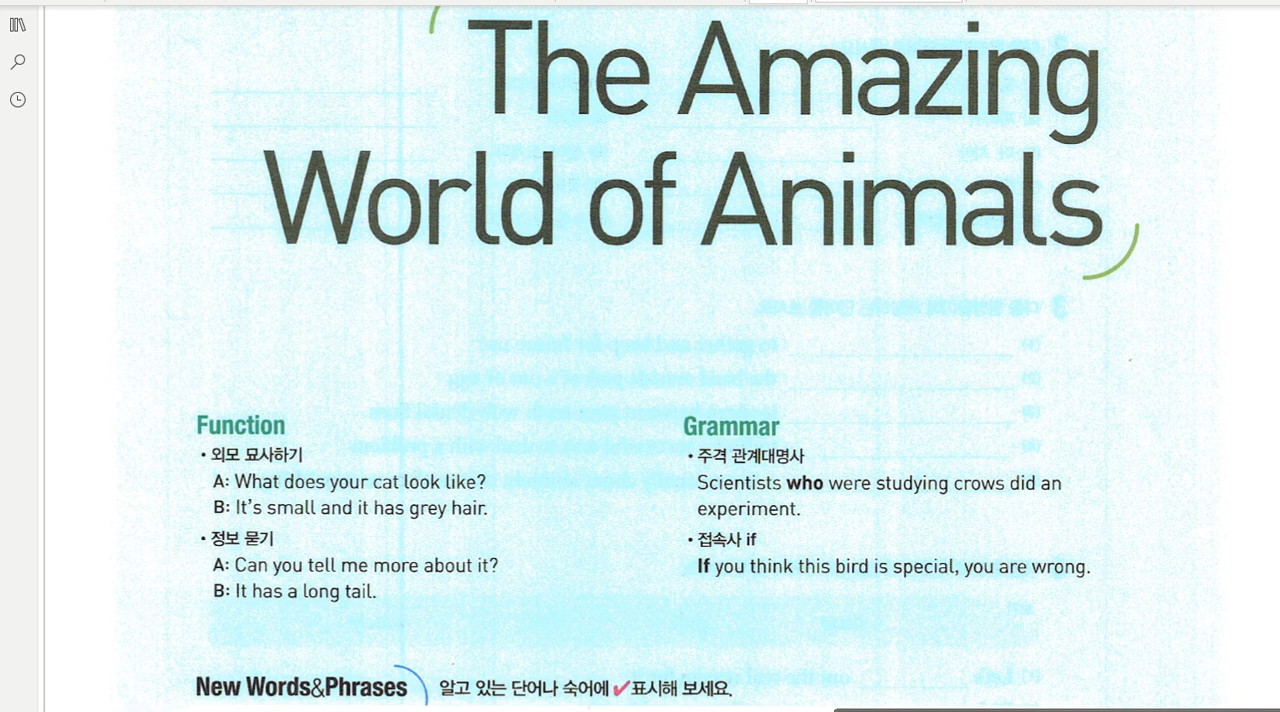 The Amazing
World of Animals
Function
• 외모 묘사하기
A: What does your cat look like?
B: It's small and it has grey hair.
• 정보 묻기
A: Can you tell me more about it?
B: It has a long tail.
Grammar
• 주격 관계대명사
Scientists who were studying crows did an
experiment.
• 접속사 if
If you think this bird is special, you are wrong.
New Words&Phrases
알고 있는 단어나 숙어에 ✓표시해 보세요.